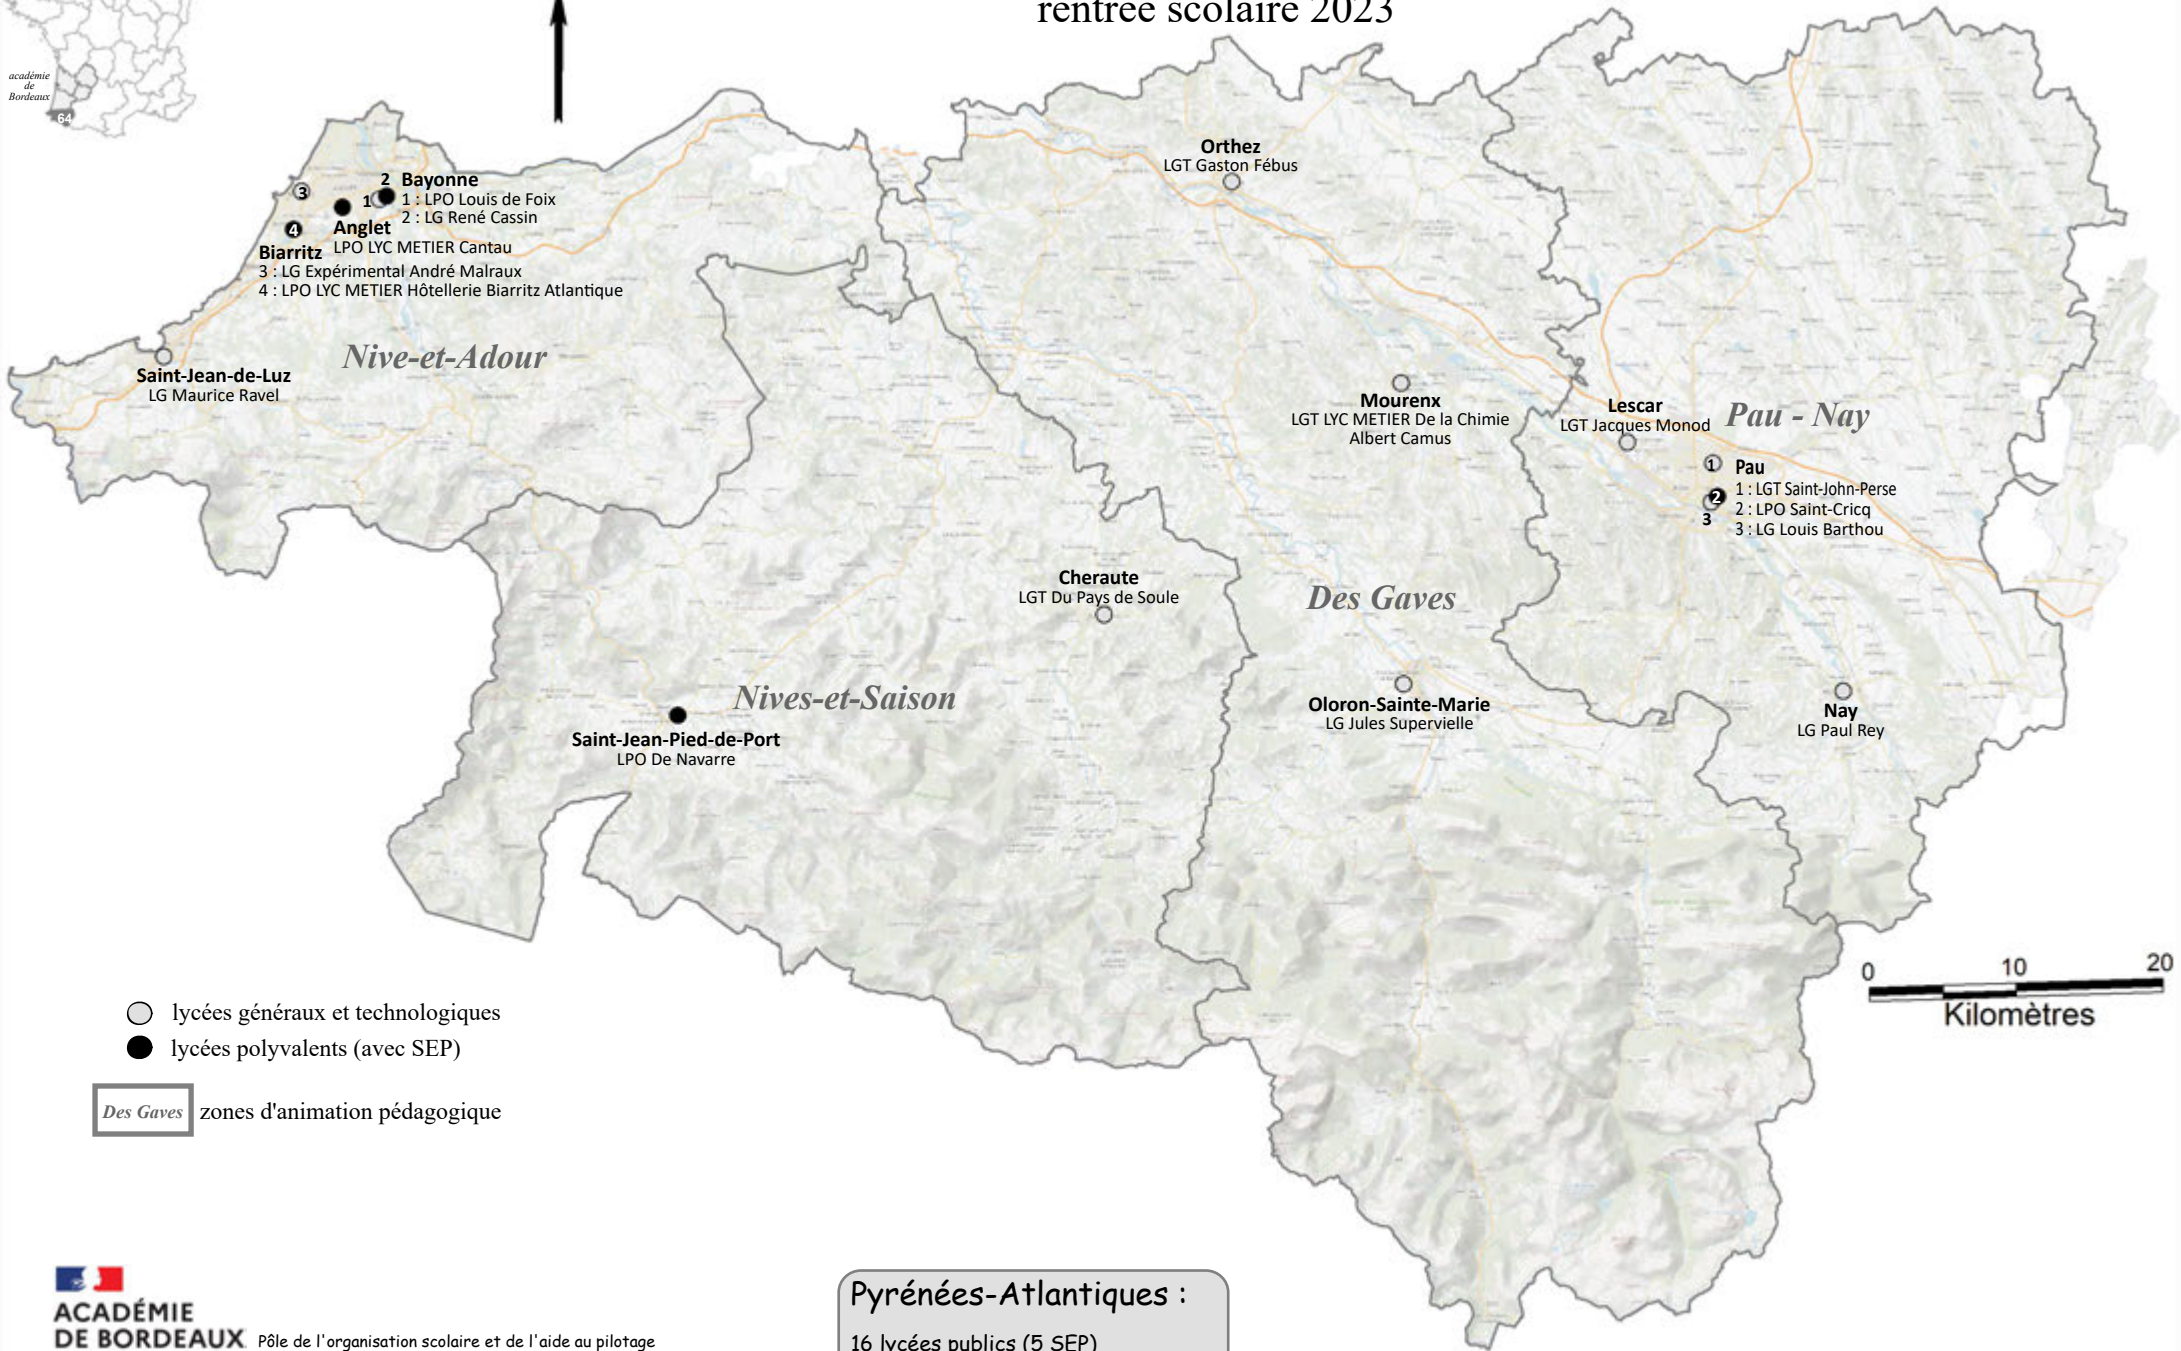 rentrée scolaire 2023
académie
de
Bordeaux
64
Orthez
LGT Gaston Fébus
2 Bayonne
1
1 : LPO Louis de Foix
2 : LG René Cassin
3
Anglet
LPO LYC METIER Cantau
4
Biarritz
3 : LG Expérimental André Malraux
4 : LPO LYC METIER Hôtellerie Biarritz Atlantique
Nive-et-Adour
Saint-Jean-de-Luz
LG Maurice Ravel
Mourenx
LGT LYC METIER De la Chimie
Albert Camus
Lescar
LGT Jacques Monod
Pau - Nay
1
Pau
1 : LGT Saint-John-Perse
2
2 : LPO Saint-Cricq
3
3 : LG Louis Barthou
Cheraute
LGT Du Pays de Soule
Des Gaves
Nives-et-Saison
Oloron-Sainte-Marie
LG Jules Supervielle
Nay
LG Paul Rey
Saint-Jean-Pied-de-Port
LPO De Navarre
0 10 20
Kilomètres
lycées généraux et technologiques
lycées polyvalents (avec SEP)
Des Gaves zones d'animation pédagogique
ACADÉMIE
DE BORDEAUX
Pôle de l'organisation scolaire et de l'aide au pilotage
Pyrénées-Atlantiques :
16 lycées publics (5 SEP)